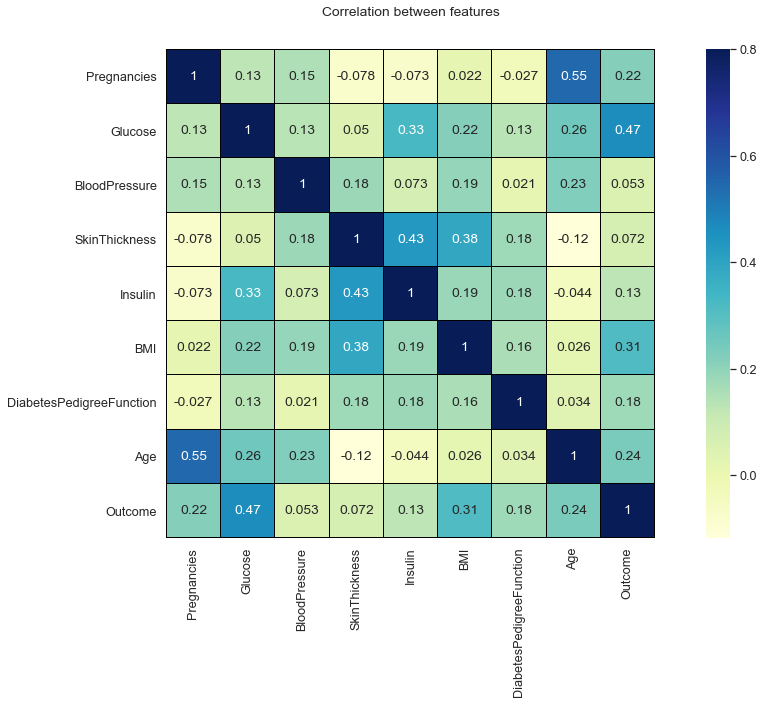 Correlation between features
Pregnancies 1 0.13 0.15 -0.078 -0.073 0.022 -0.027 0.55 0.22
Glucose 0.13 1 0.13 0.05 0.33 0.22 0.13 0.26 0.47
BloodPressure 0.15 0.13 1 0.18 0.073 0.19 0.021 0.23 0.053
SkinThickness -0.078 0.05 0.18 1 0.43 0.38 0.18 -0.12 0.072
Insulin -0.073 0.33 0.073 0.43 1 0.19 0.18 -0.044 0.13
BMI 0.022 0.22 0.19 0.38 0.19 1 0.16 0.026 0.31
DiabetesPedigreeFunction -0.027 0.13 0.021 0.18 0.18 0.16 1 0.034 0.18
Age 0.55 0.26 0.23 -0.12 -0.044 0.026 0.034 1 0.24
Outcome 0.22 0.47 0.053 0.072 0.13 0.31 0.18 0.24 1
Pregnancies
Glucose
BloodPressure
SkinThickness
Insulin
BMI
DiabetesPedigreeFunction
Age
Outcome
0.8
0.6
0.4
0.2
0.0